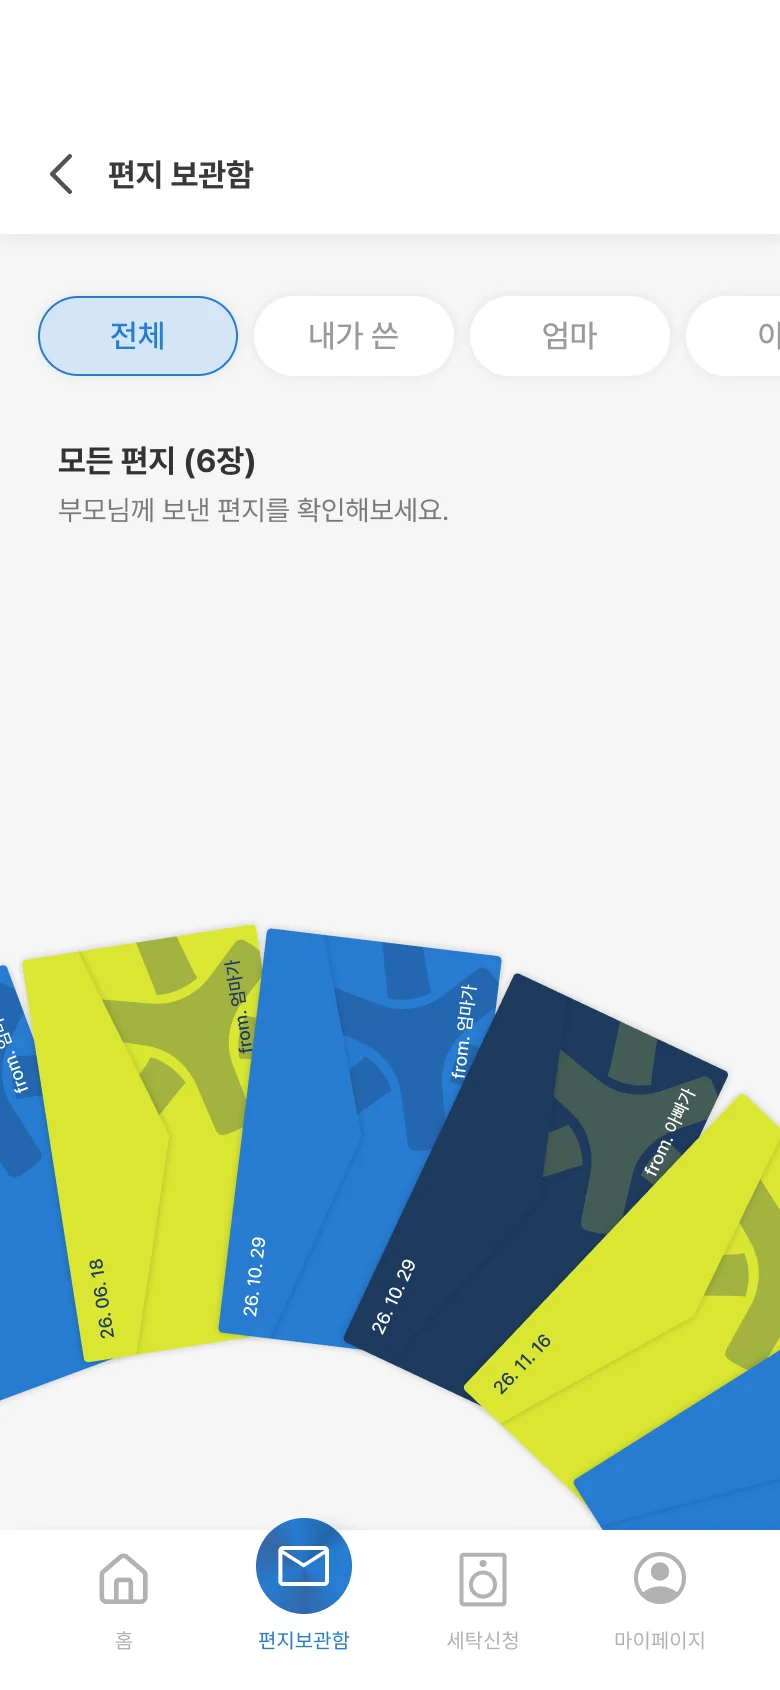 편지 보관함
전체
내가 쓴
엄마
모든 편지 (6장)
부모님께 보낸 편지를 확인해보세요.
from. 엄마
from. 엄마가
26. 06. 18
from. 엄마가
26. 10. 29
from. 아빠가
26. 10. 29
26. 11. 16
홈
편지보관함
세탁신청
마이페이지